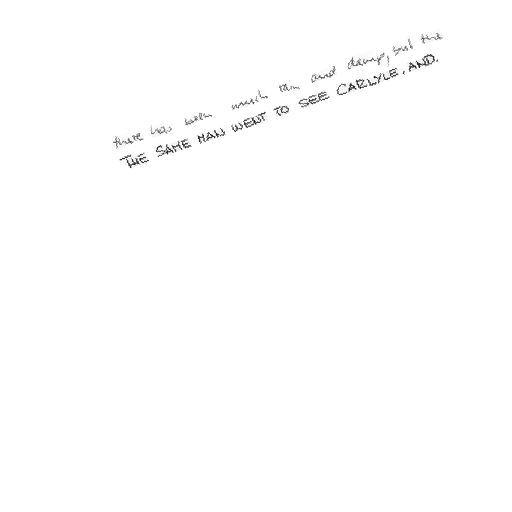 there has been much rain and damp, but the
THE SAME MAN WENT TO SEE CARLYLE, AND.